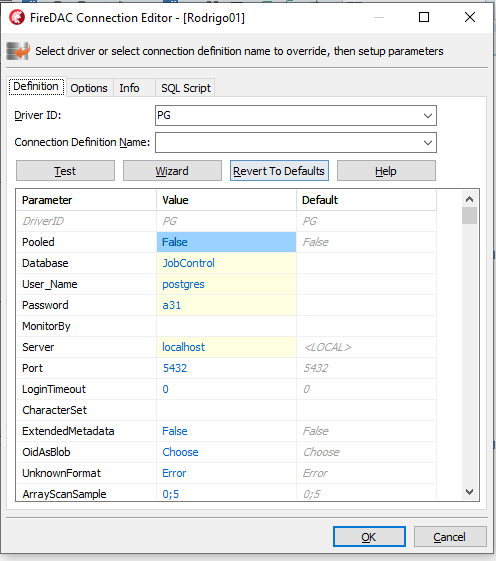 FireDAC Connection Editor - [Rodrigo01]
Select driver or select connection definition name to override, then setup parameters
Definition Options Info SQL Script
Driver ID: PG
Connection Definition Name:
Test Wizard Revert To Defaults Help
Parameter Value Default
DriverID PG PG
Pooled False False
Database JobControl
User_Name postgres
Password a31
MonitorBy
Server localhost <LOCAL>
Port 5432 5432
LoginTimeout 0 0
CharacterSet
ExtendedMetadata False False
OidAsBlob Choose Choose
UnknownFormat Error Error
ArrayScanSample 0;5 0;5
OK Cancel